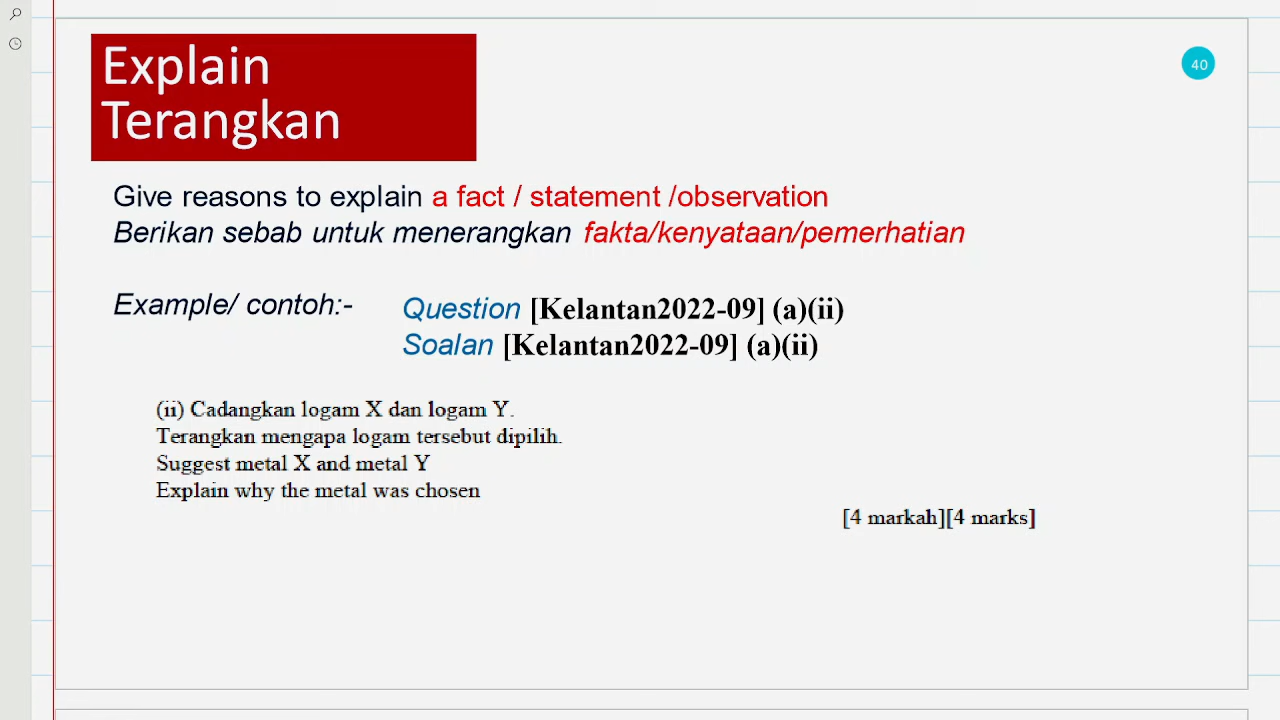 Explain
Terangkan
40
Give reasons to explain a fact / statement /observation
Berikan sebab untuk menerangkan fakta/kenyataan/pemerhatian
Example/ contoh:-
Question [Kelantan2022-09] (a)(ii)
Soalan [Kelantan2022-09] (a)(ii)
(ii) Cadangkan logam X dan logam Y.
Terangkan mengapa logam tersebut dipilih.
Suggest metal X and metal Y
Explain why the metal was chosen
[4 markah][4 marks]